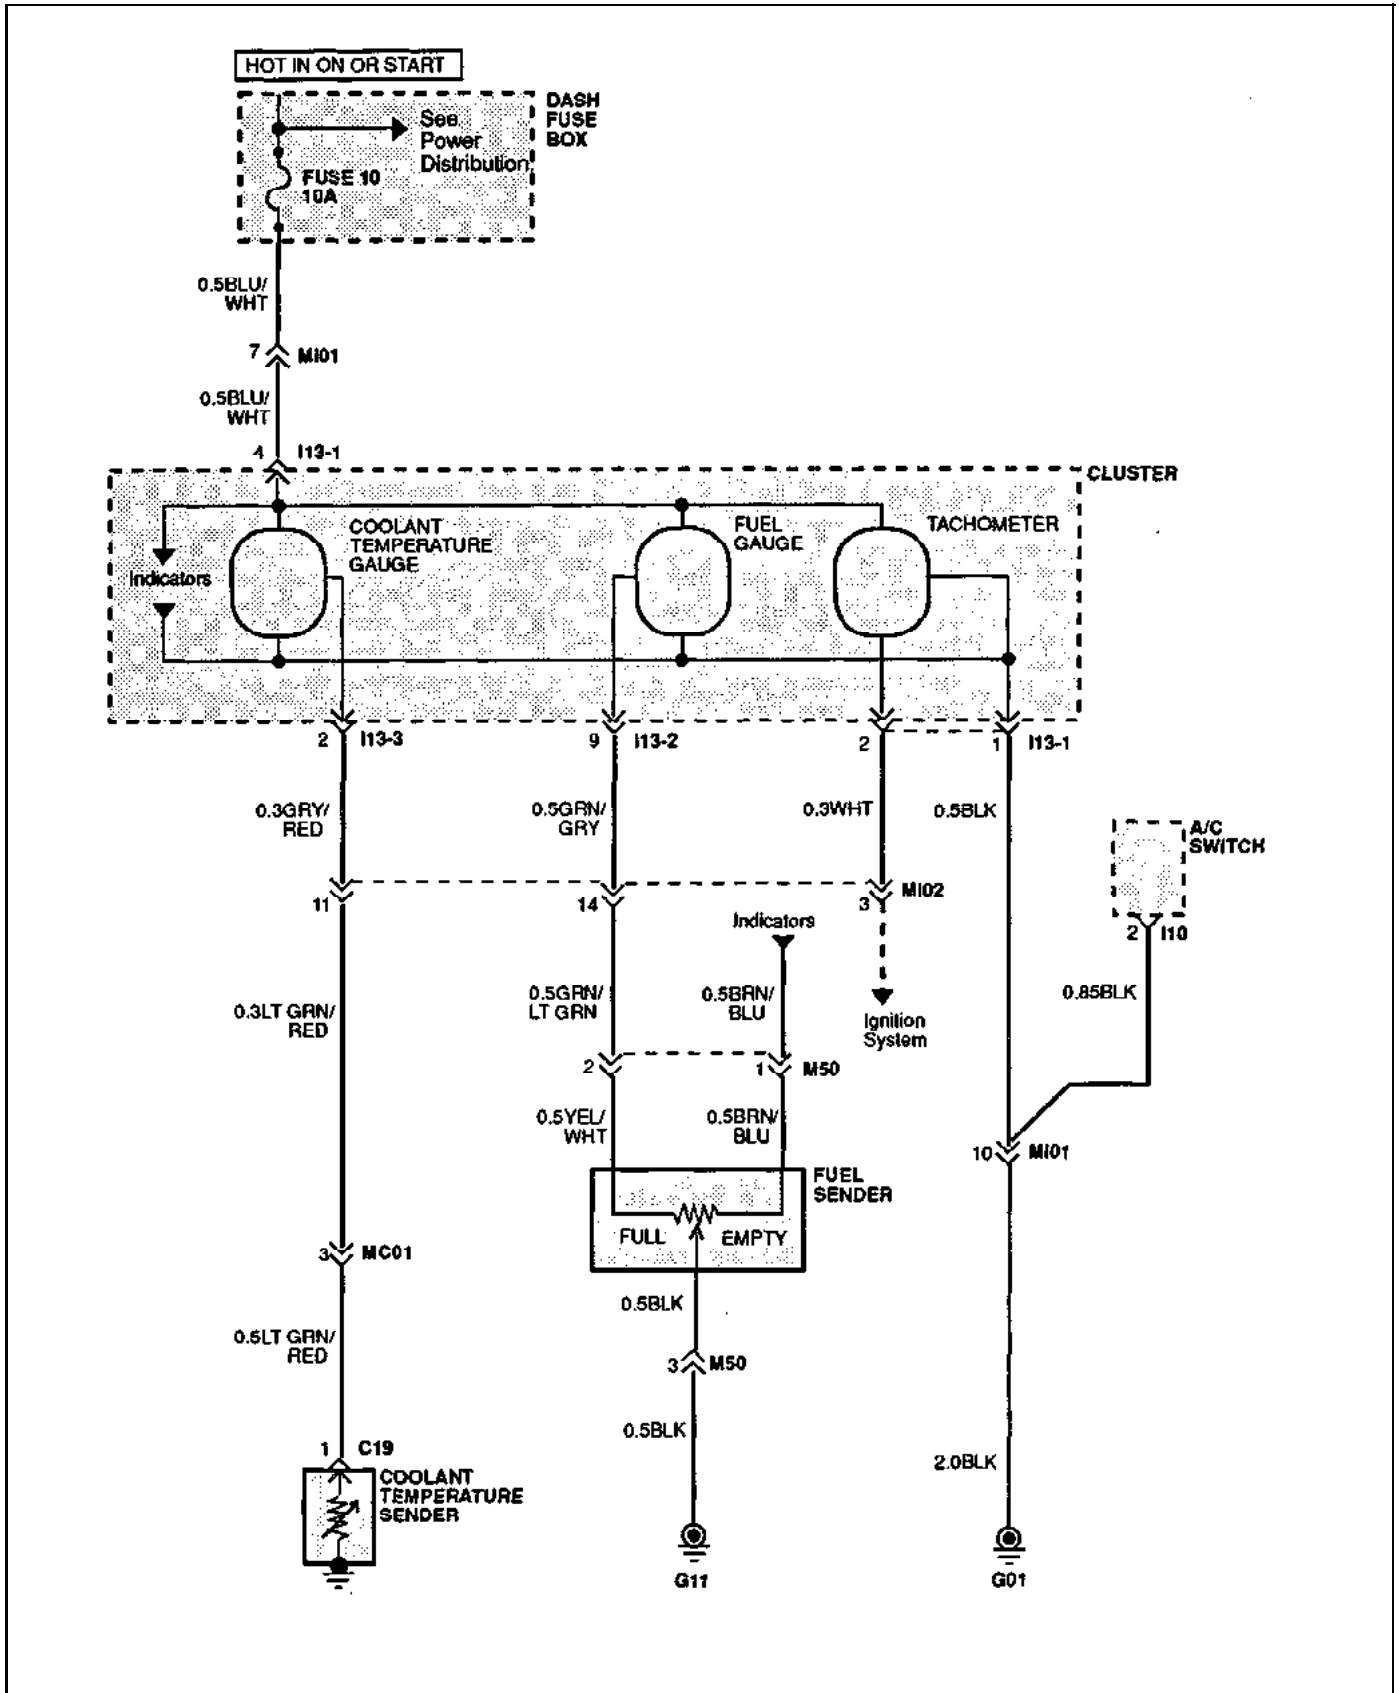 HOT IN ON OR START
DASH
FUSE
BOX
See
Power
Distribution
FUSE 10
10A
0.5BLU/
WHT
7
MI01
0.5BLU/
WHT
4
I13-1
CLUSTER
COOLANT
TEMPERATURE
GAUGE
FUEL
GAUGE
TACHOMETER
Indicators
2
I13-3
9
I13-2
2
1
I13-1
0.3GRY/
RED
0.5GRN/
GRY
0.3WHT
0.5BLK
A/C
SWITCH
11
14
3
MI02
Indicators
2
I10
0.3LT GRN/
RED
0.5GRN/
LT GRN
0.5BRN/
BLU
Ignition
System
0.85BLK
2
1
M50
0.5YEL/
WHT
0.5BRN/
BLU
10
MI01
FUEL
SENDER
FULL
EMPTY
3
MC01
0.5BLK
0.5LT GRN/
RED
3
M50
0.5BLK
2.0BLK
1
C19
COOLANT
TEMPERATURE
SENDER
G11
G01